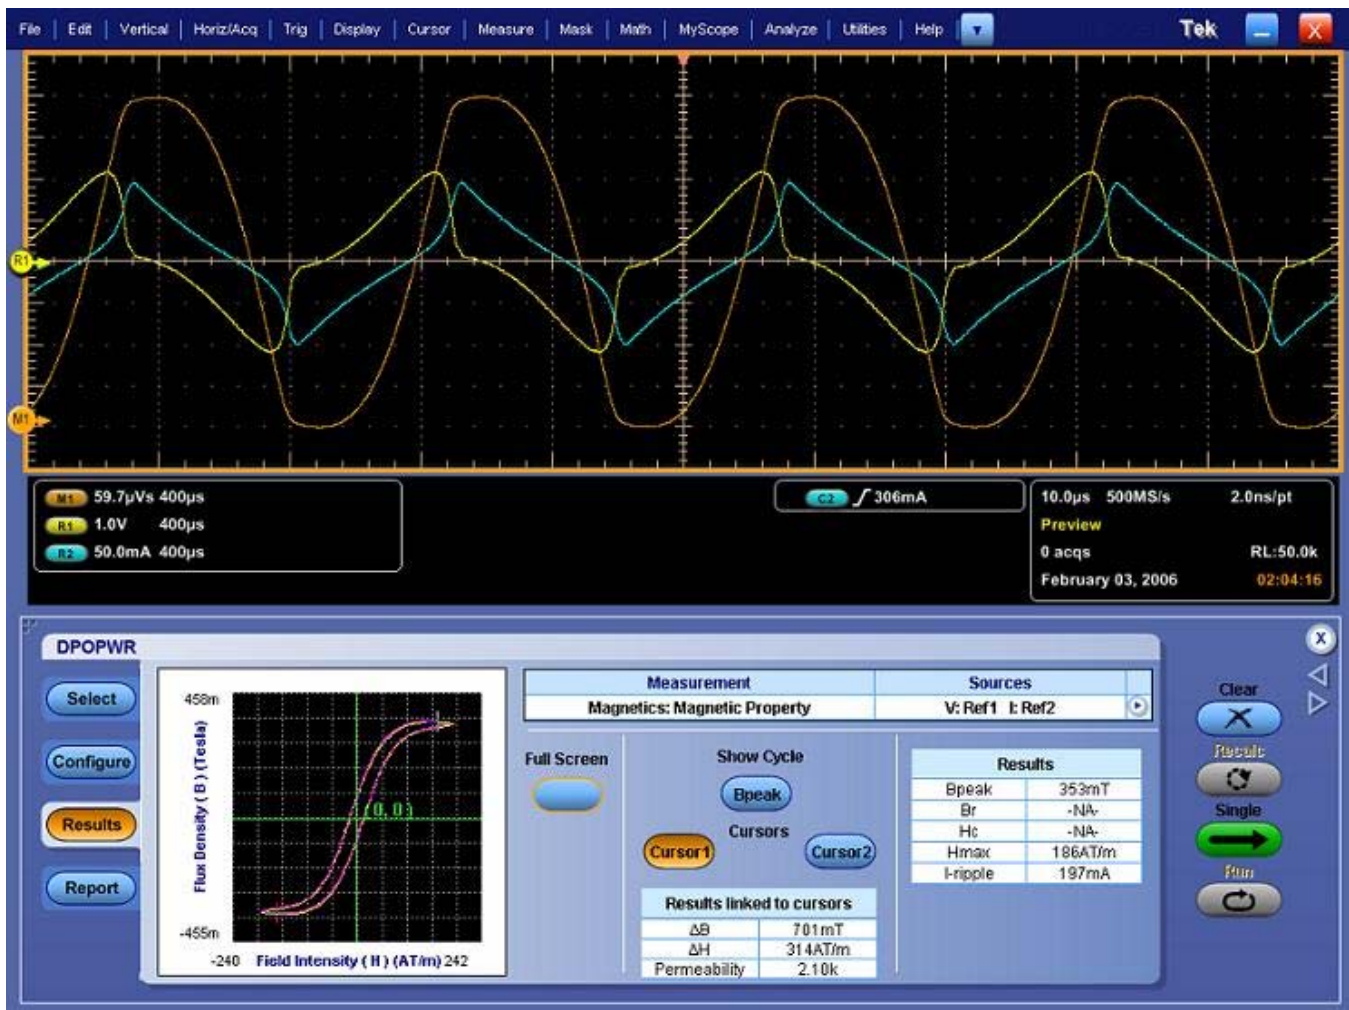 File | Edit | Vertical | Horiz/Acq | Trig | Display | Cursor | Measure | Mask | Math | MyScope | Analyze | Utilities | Help Tek X
R1
M1
M1 59.7µVs 400µs
R1 1.0V 400µs
R2 50.0mA 400µs
C2 306mA
10.0µs 500MS/s 2.0ns/pt
Preview
0 acqs RL:50.0k
February 03, 2006 02:04:16
DPOPWR
Select
Configure
Results
Report
458m
Flux Density ( B ) (Tesla)
( 0, 0 )
-455m
-240 Field Intensity ( H ) (AT/m) 242
Measurement Sources
Magnetics: Magnetic Property V: Ref1 I: Ref2
Full Screen
Show Cycle
Bpeak
Cursors
Cursor1 Cursor2
Results linked to cursors
ΔB 701mT
ΔH 314AT/m
Permeability 2.10k
Results
Bpeak 353mT
Br -NA-
Hc -NA-
Hmax 186AT/m
I-ripple 197mA
X
Clear
Recalc
Single
Run